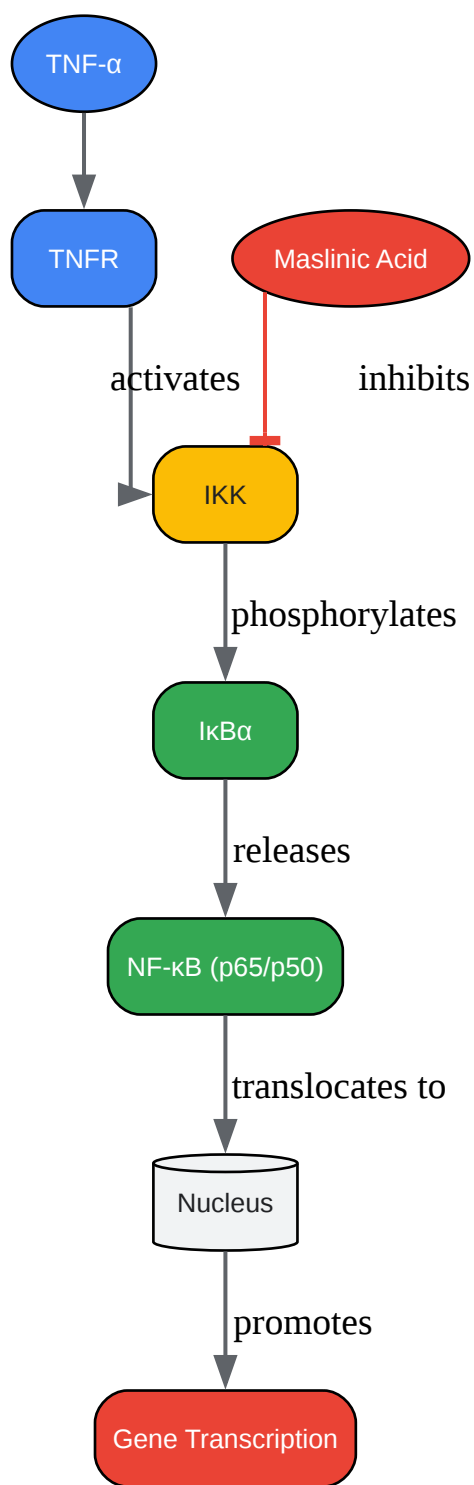 TNF-α
TNFR
Maslinic Acid
activates
inhibits
IKK
phosphorylates
IκBα
releases
NF-κB (p65/p50)
translocates to
Nucleus
promotes
Gene Transcription